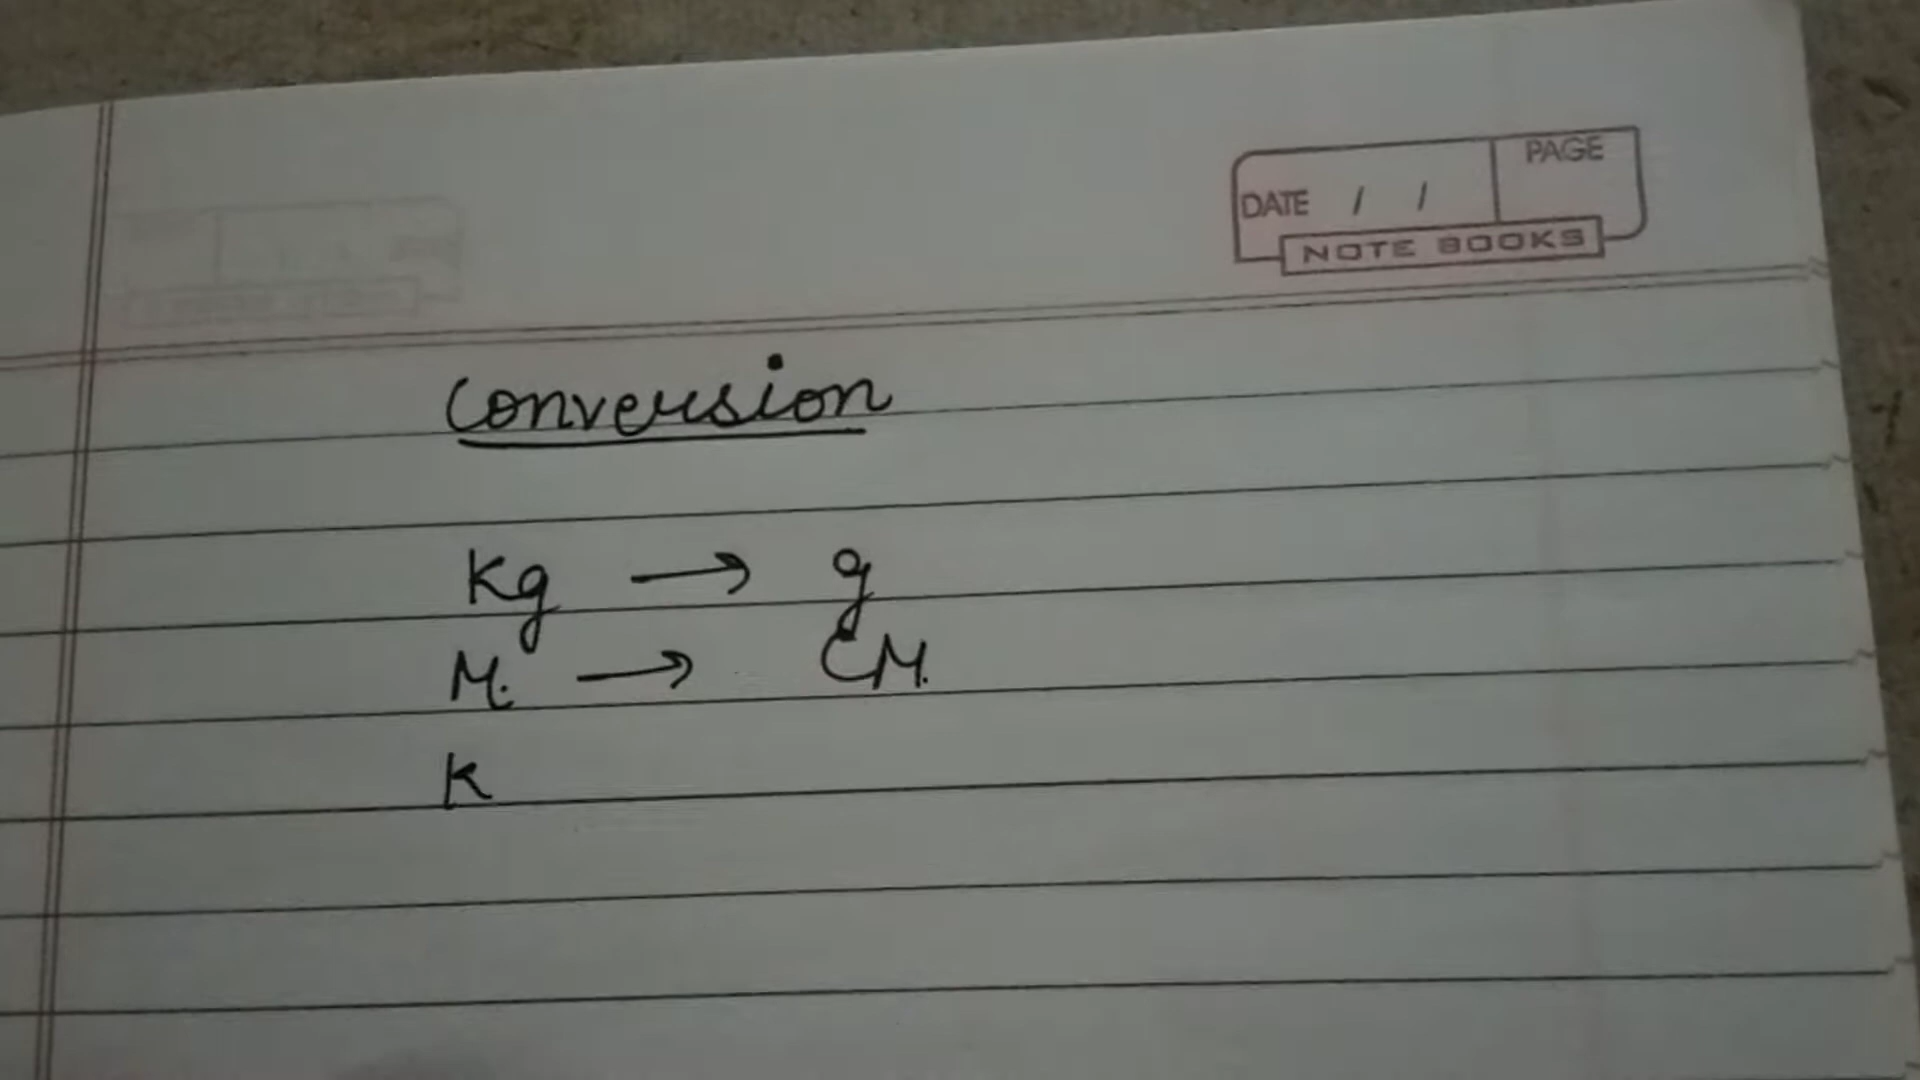 PAGE
DATE / /
NOTE BOOKS
Conversion
Kg → g
M. → CM.
K